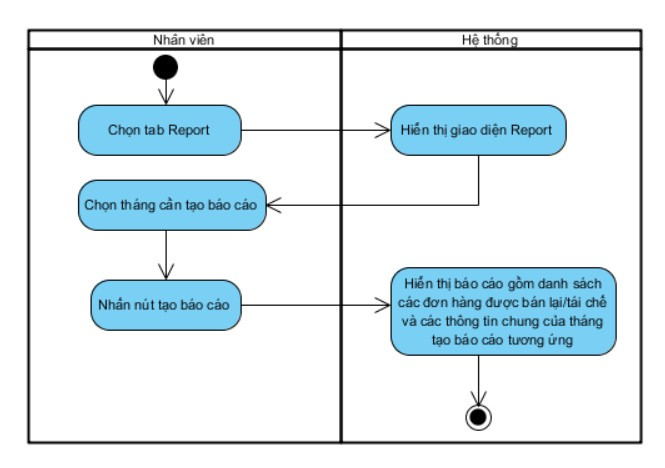 Nhân viên
Hệ thống
Chọn tab Report
Hiển thị giao diện Report
Chọn tháng cần tạo báo cáo
Nhấn nút tạo báo cáo
Hiển thị báo cáo gồm danh sách
các đơn hàng được bán lại/tái chế
và các thông tin chung của tháng
tạo báo cáo tương ứng